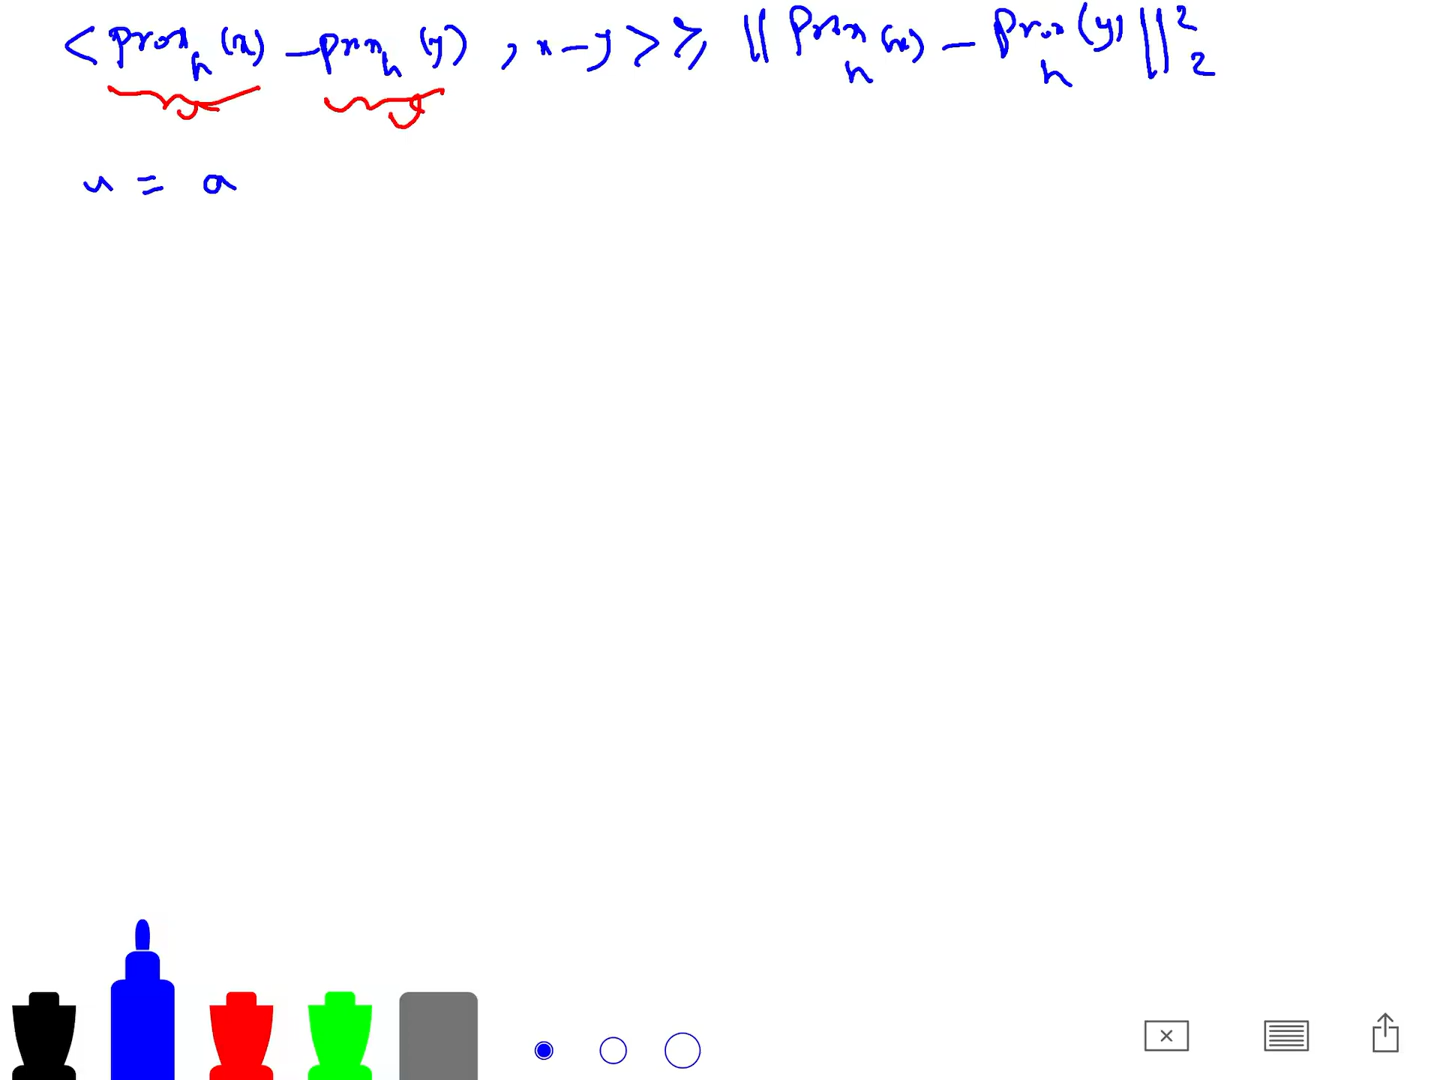 < prox_h (x) - prox_h (y) , x - y > ≥ || prox_h (x) - prox_h (y) ||_2^2
u = a